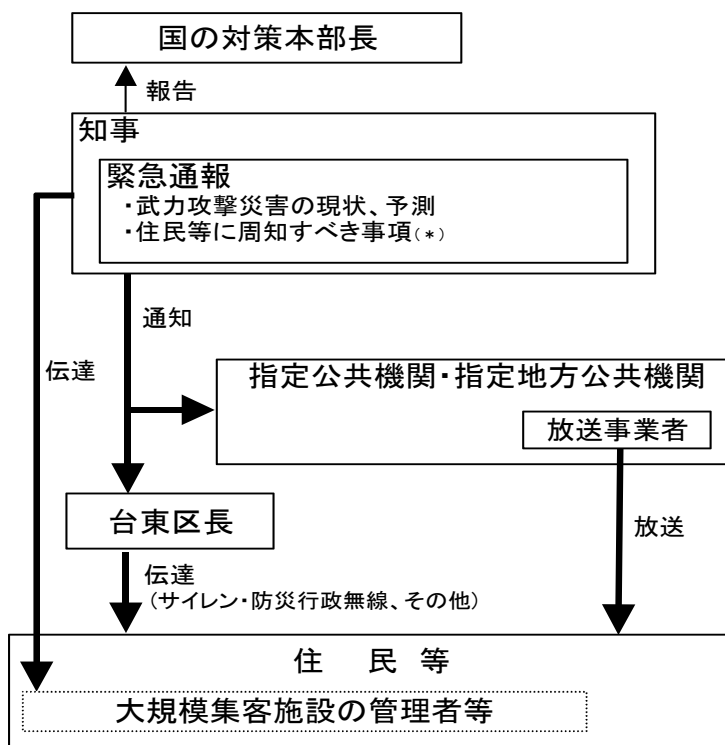 国の対策本部長
報告
知事
緊急通報
・武力攻撃災害の現状、予測
・住民等に周知すべき事項(*)
通知
伝達
指定公共機関・指定地方公共機関
放送事業者
台東区長
放送
伝達
(サイレン・防災行政無線、その他)
住 民 等
大規模集客施設の管理者等